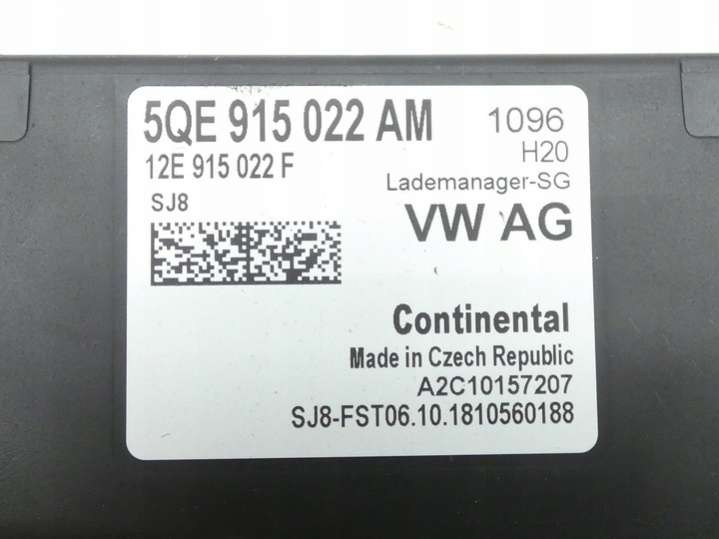 5QE 915 022 AM 1096
12E 915 022 F H20
SJ8 Lademanager-SG
VW AG
Continental
Made in Czech Republic
A2C10157207
SJ8-FST06.10.1810560188